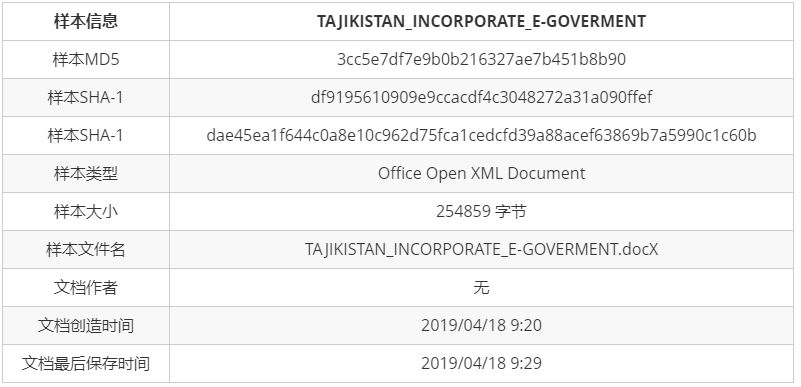 样本信息 TAJIKISTAN_INCORPORATE_E-GOVERMENT
样本MD5 3cc5e7df7e9b0b216327ae7b451b8b90
样本SHA-1 df9195610909e9ccacdf4c3048272a31a090ffef
样本SHA-1 dae45ea1f644c0a8e10c962d75fca1cedcfd39a88acef63869b7a5990c1c60b
样本类型 Office Open XML Document
样本大小 254859 字节
样本文件名 TAJIKISTAN_INCORPORATE_E-GOVERMENT.docX
文档作者 无
文档创造时间 2019/04/18 9:20
文档最后保存时间 2019/04/18 9:29